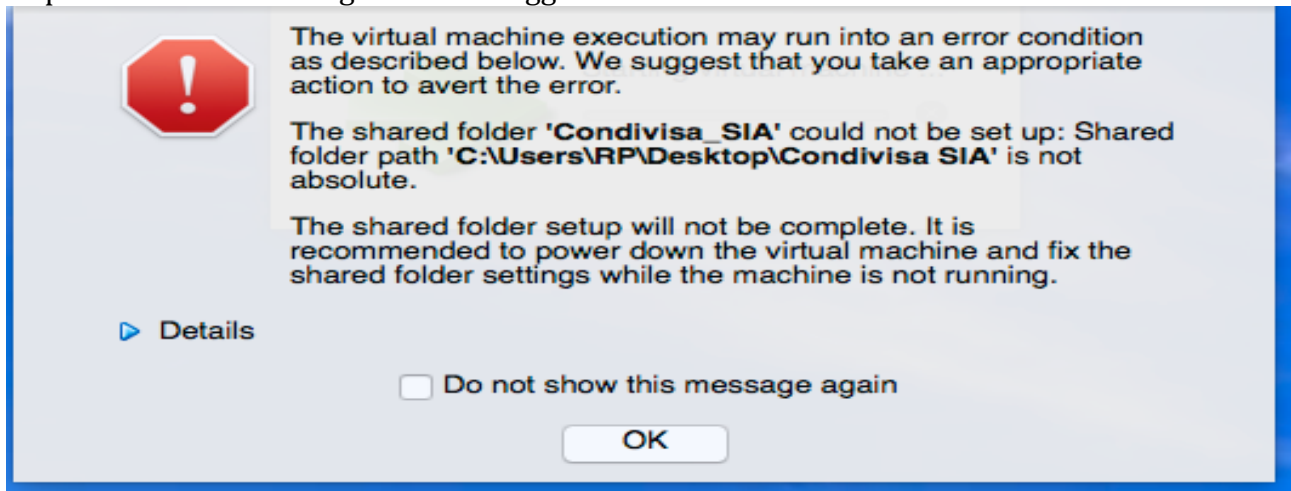 The virtual machine execution may run into an error condition
as described below. We suggest that you take an appropriate
action to avert the error.
The shared folder 'Condivisa_SIA' could not be set up: Shared
folder path 'C:\Users\RP\Desktop\Condivisa SIA' is not
absolute.
The shared folder setup will not be complete. It is
recommended to power down the virtual machine and fix the
shared folder settings while the machine is not running.
Details
Do not show this message again
OK